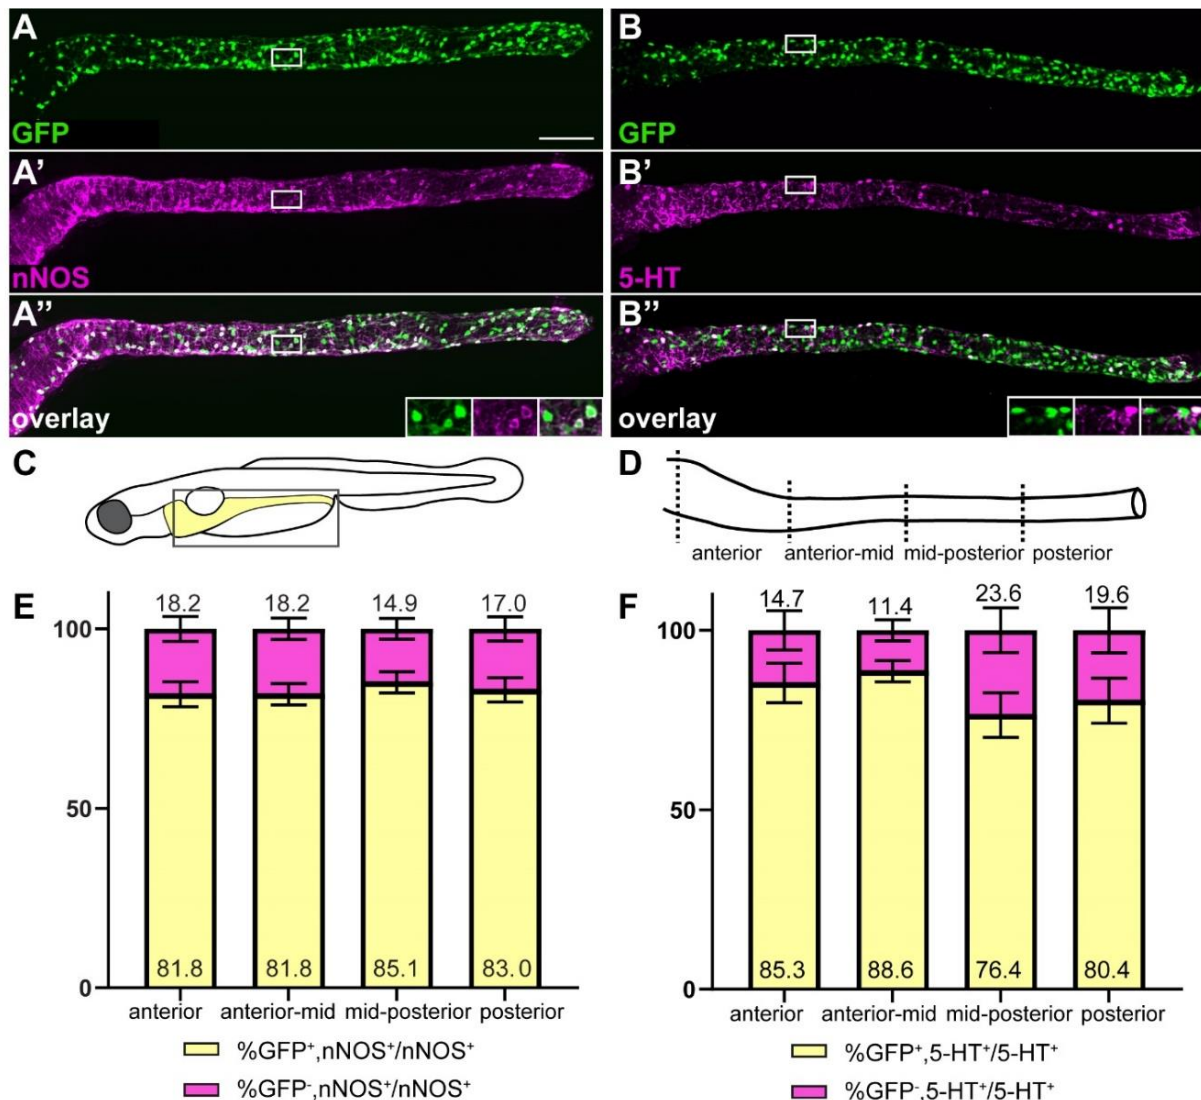 A
GFP
A’
nNOS
A’’
overlay
B
GFP
B’
5-HT
B’’
overlay
C
D
anterior anterior-mid mid-posterior posterior
E
18.2 18.2 14.9 17.0
100
50
81.8 81.8 85.1 83.0
0
anterior anterior-mid mid-posterior posterior
%GFP⁺,nNOS⁺/nNOS⁺
%GFP⁻,nNOS⁺/nNOS⁺
F
14.7 11.4 23.6 19.6
100
50
85.3 88.6 76.4 80.4
0
anterior anterior-mid mid-posterior posterior
%GFP⁺,5-HT⁺/5-HT⁺
%GFP⁻,5-HT⁺/5-HT⁺